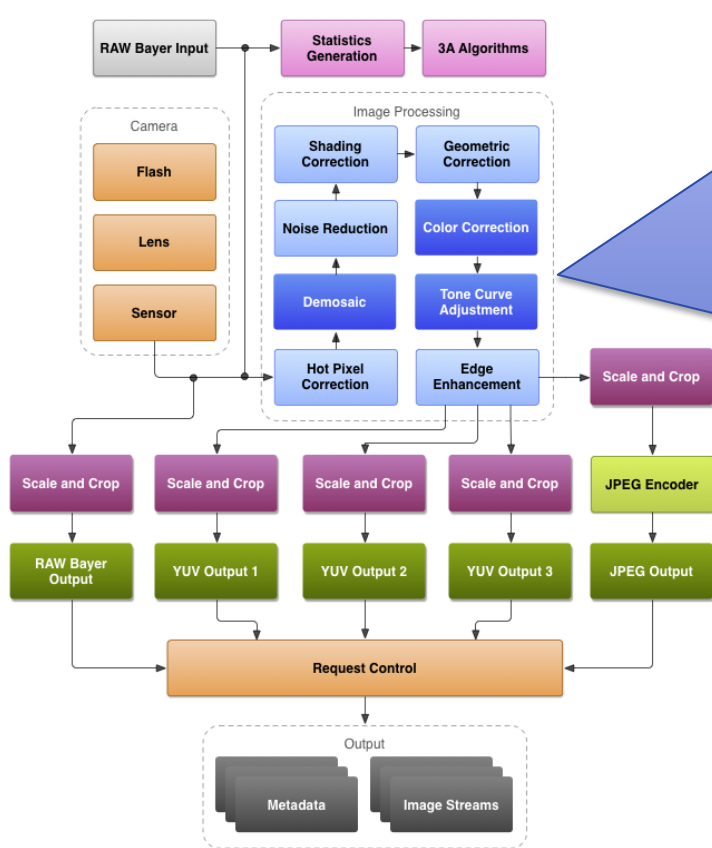 RAW Bayer Input
Statistics
Generation
3A Algorithms
Camera
Flash
Lens
Sensor
Image Processing
Shading
Correction
Geometric
Correction
Noise Reduction
Color Correction
Demosaic
Tone Curve
Adjustment
Hot Pixel
Correction
Edge
Enhancement
Scale and Crop
Scale and Crop
Scale and Crop
Scale and Crop
Scale and Crop
JPEG Encoder
RAW Bayer
Output
YUV Output 1
YUV Output 2
YUV Output 3
JPEG Output
Request Control
Output
Metadata
Image Streams